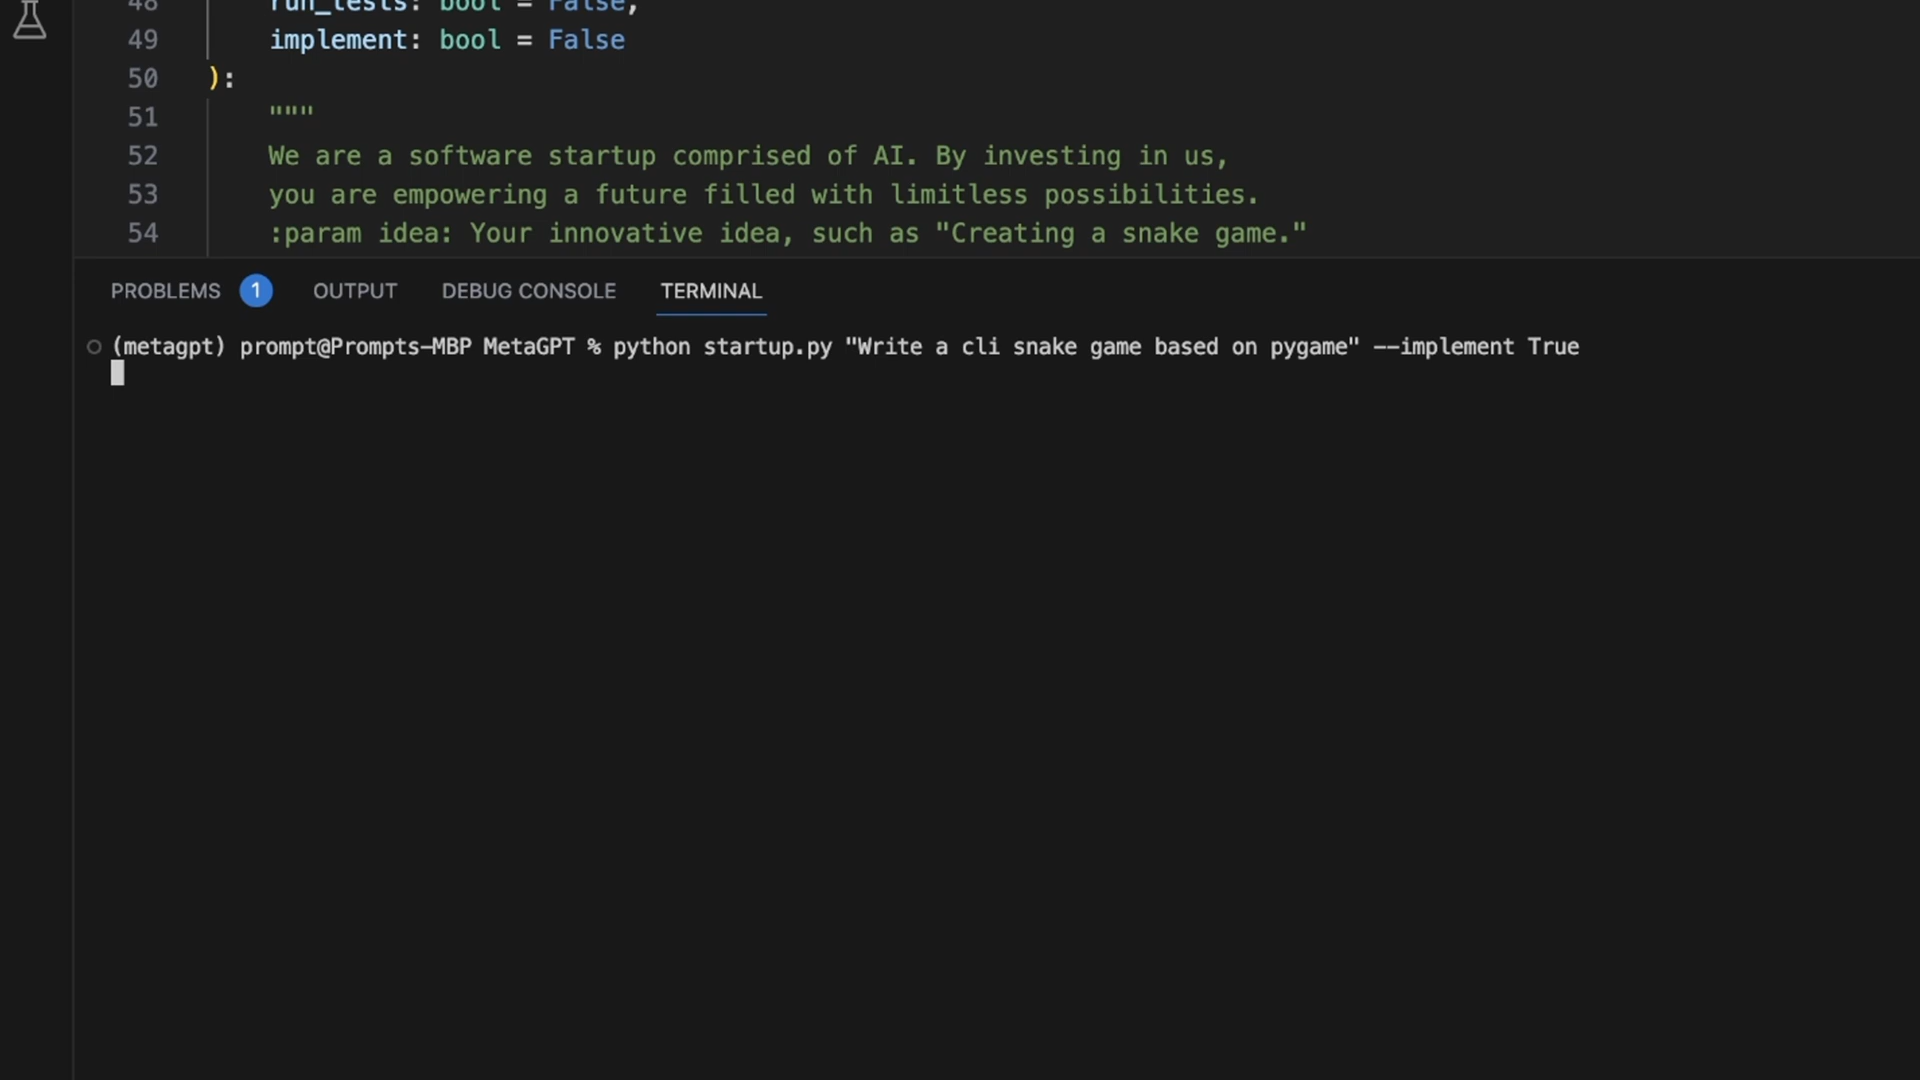 48 run_tests: bool = False,
49 implement: bool = False
50 ):
51 """
52 We are a software startup comprised of AI. By investing in us,
53 you are empowering a future filled with limitless possibilities.
54 :param idea: Your innovative idea, such as "Creating a snake game."
PROBLEMS 1 OUTPUT DEBUG CONSOLE TERMINAL
(metagpt) prompt@Prompts-MBP MetaGPT % python startup.py "Write a cli snake game based on pygame" --implement True